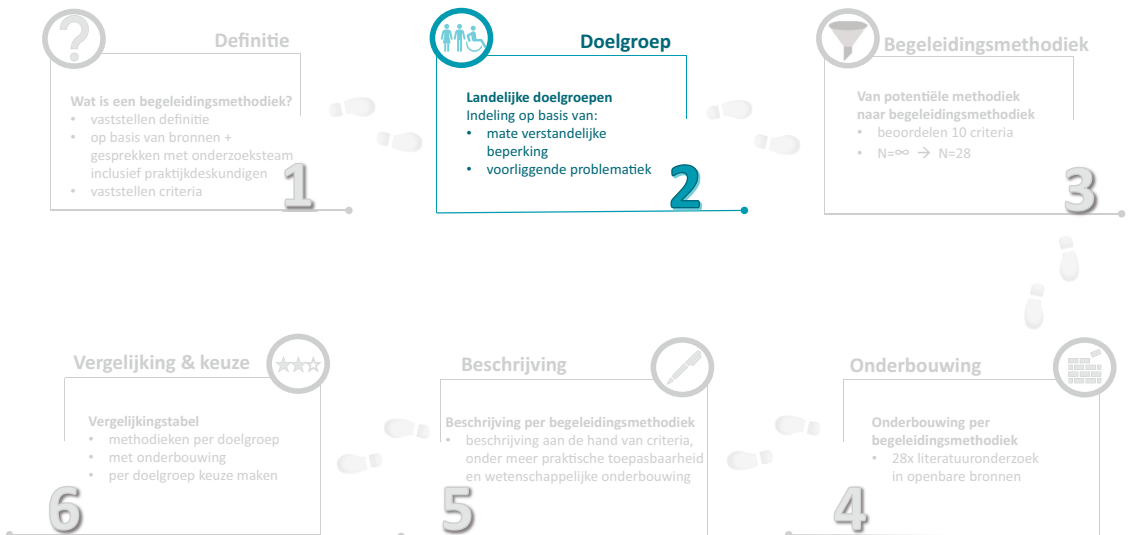 Definitie
Wat is een begeleidingsmethodiek?
• vaststellen definitie
• op basis van bronnen +
gesprekken met onderzoeksteam
inclusief praktijkdeskundigen
• vaststellen criteria
1
Doelgroep
Landelijke doelgroepen
Indeling op basis van:
• mate verstandelijke
beperking
• voorliggende problematiek
2
Begeleidingsmethodiek
Van potentiële methodiek
naar begeleidingsmethodiek
• beoordelen 10 criteria
• N=∞ → N=28
3
Onderbouwing
Onderbouwing per
begeleidingsmethodiek
• 28x literatuuronderzoek
in openbare bronnen
4
Beschrijving
Beschrijving per begeleidingsmethodiek
• beschrijving aan de hand van criteria,
onder meer praktische toepasbaarheid
en wetenschappelijke onderbouwing
5
Vergelijking & keuze
Vergelijkingstabel
• methodieken per doelgroep
• met onderbouwing
• per doelgroep keuze maken
6